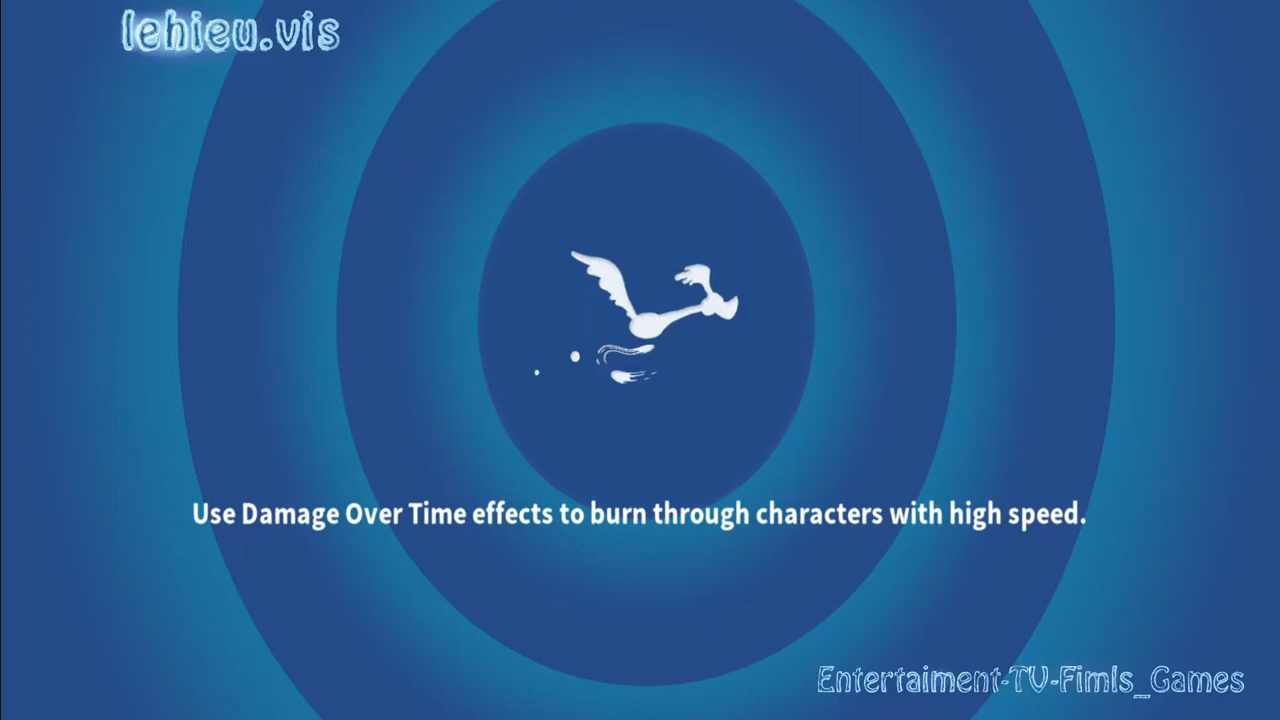 lehieu.vis
Use Damage Over Time effects to burn through characters with high speed.
Entertaiment-TV-Fimls_Games